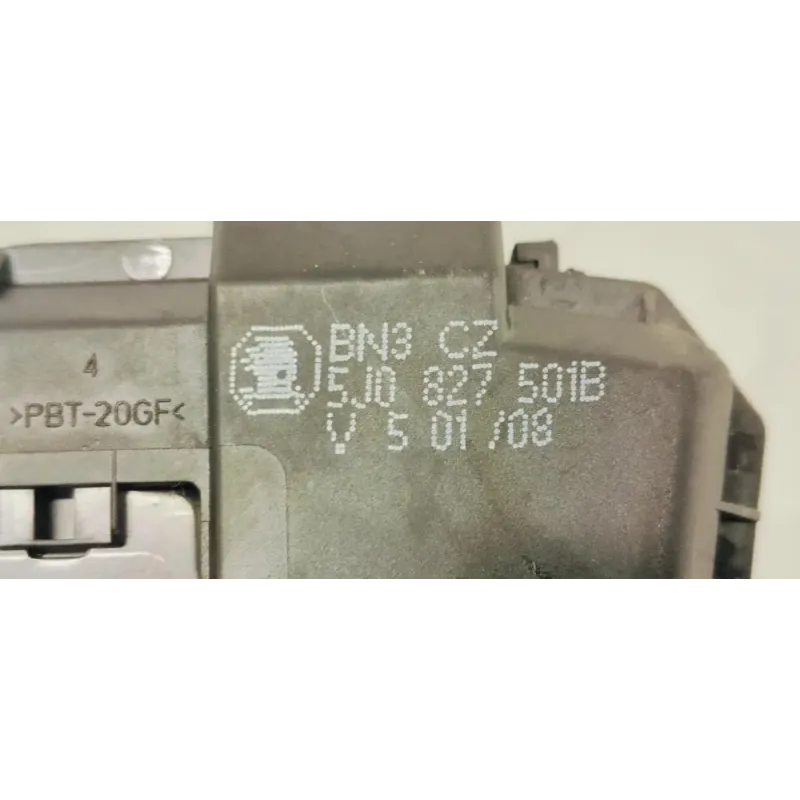 4
>PBT-20GF<
BN3 CZ
5J0 827 501B
V 5 01 /08